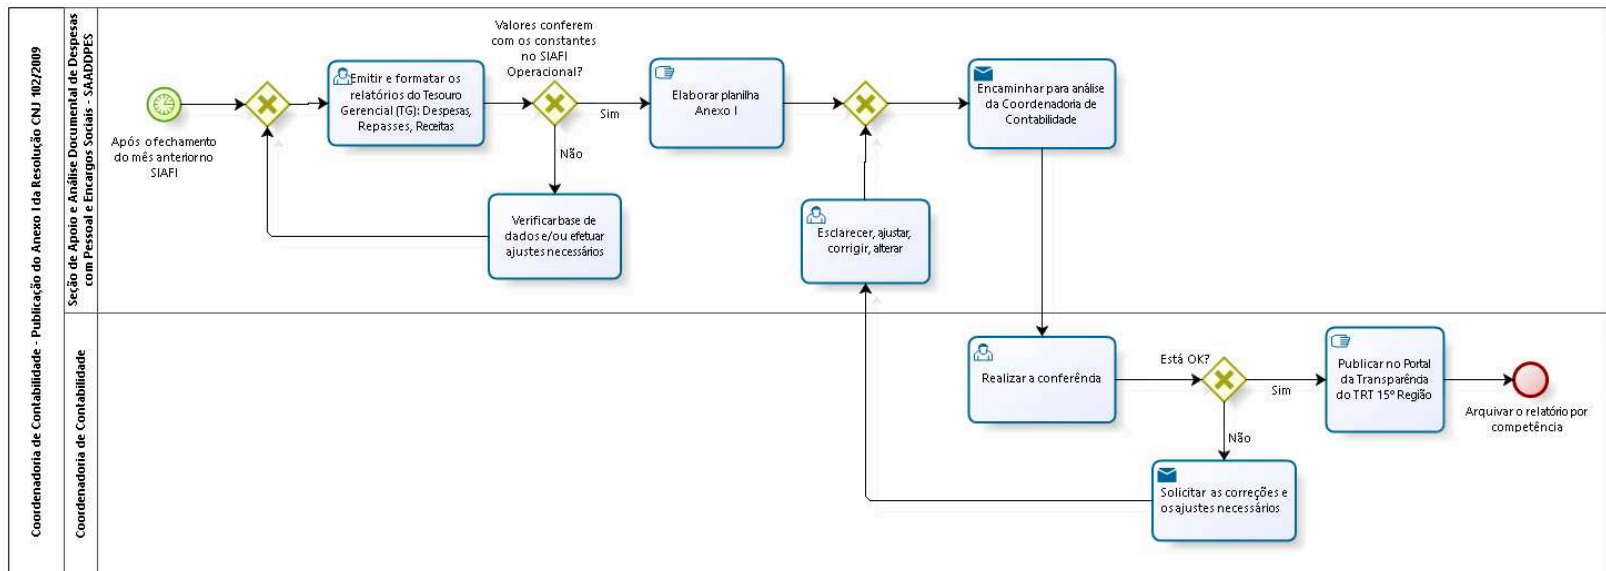 Coordenadoria de Contabilidade - Publicação do Anexo I da Resolução CNJ 102/2009
Seção de Apoio e Análise Documental de Despesas
com Pessoal e Encargos Sociais - SAADDPES
Após o fechamento
do mês anterior no
SIAFI
Emitir e formatar os
relatórios do Tesouro
Gerencial (TG): Despesas,
Repasses, Receitas
Valores conferem
com os constantes
no SIAFI
Operacional?
Sim
Não
Verificar base de
dados e/ou efetuar
ajustes necessários
Elaborar planilha
Anexo I
Esclarecer, ajustar,
corrigir, alterar
Encaminhar para análise
da Coordenadoria de
Contabilidade
Coordenadoria de Contabilidade
Realizar a conferência
Está OK?
Sim
Não
Solicitar as correções e
os ajustes necessários
Publicar no Portal
da Transparência
do TRT 15º Região
Arquivar o relatório por
competência